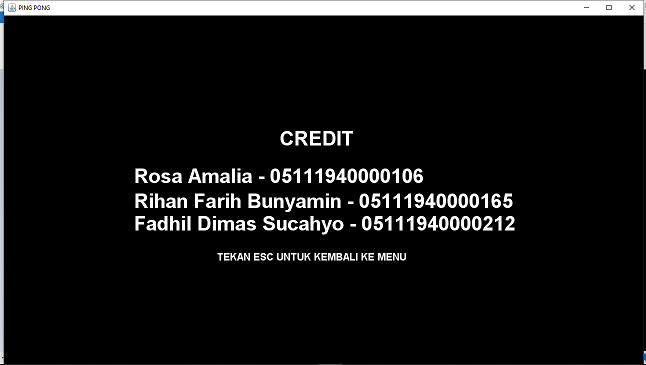 PING PONG
CREDIT
Rosa Amalia - 05111940000106
Rihan Farih Bunyamin - 05111940000165
Fadhil Dimas Sucahyo - 05111940000212
TEKAN ESC UNTUK KEMBALI KE MENU